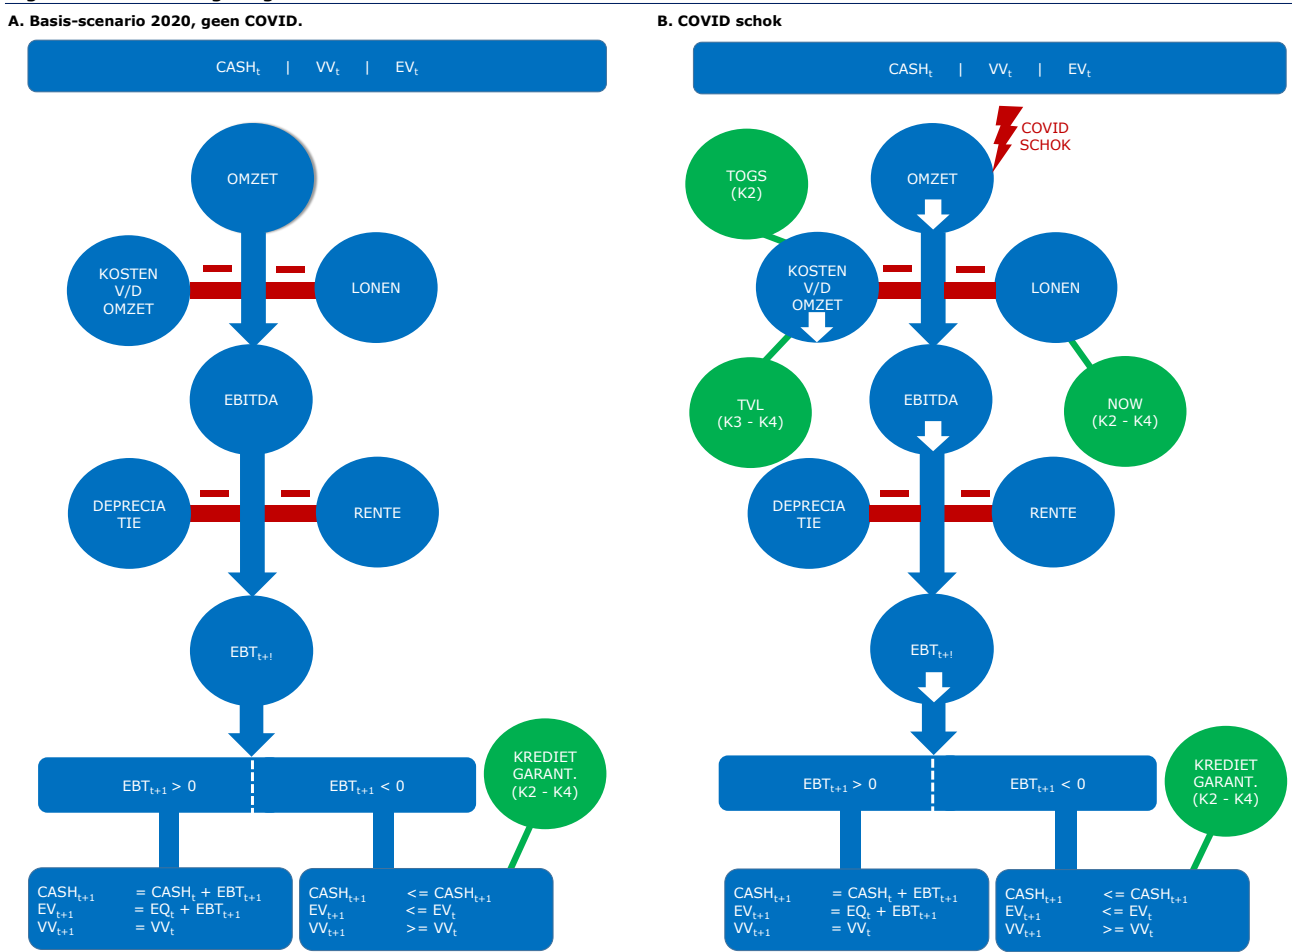 A. Basis-scenario 2020, geen COVID.
CASHt | VVt | EVt
OMZET
KOSTEN
V/D
OMZET
LONEN
EBITDA
DEPRECIA
TIE
RENTE
EBTt+!
KREDIET
GARANT.
(K2 - K4)
EBTt+1 > 0
EBTt+1 < 0
CASHt+1 = CASHt + EBTt+1
EVt+1 = EQt + EBTt+1
VVt+1 = VVt
CASHt+1 <= CASHt+1
EVt+1 <= EVt
VVt+1 >= VVt
B. COVID schok
CASHt | VVt | EVt
COVID
SCHOK
TOGS
(K2)
OMZET
KOSTEN
V/D
OMZET
LONEN
TVL
(K3 - K4)
EBITDA
NOW
(K2 - K4)
DEPRECIA
TIE
RENTE
EBTt+!
KREDIET
GARANT.
(K2 - K4)
EBTt+1 > 0
EBTt+1 < 0
CASHt+1 = CASHt + EBTt+1
EVt+1 = EQt + EBTt+1
VVt+1 = VVt
CASHt+1 <= CASHt+1
EVt+1 <= EVt
VVt+1 >= VVt